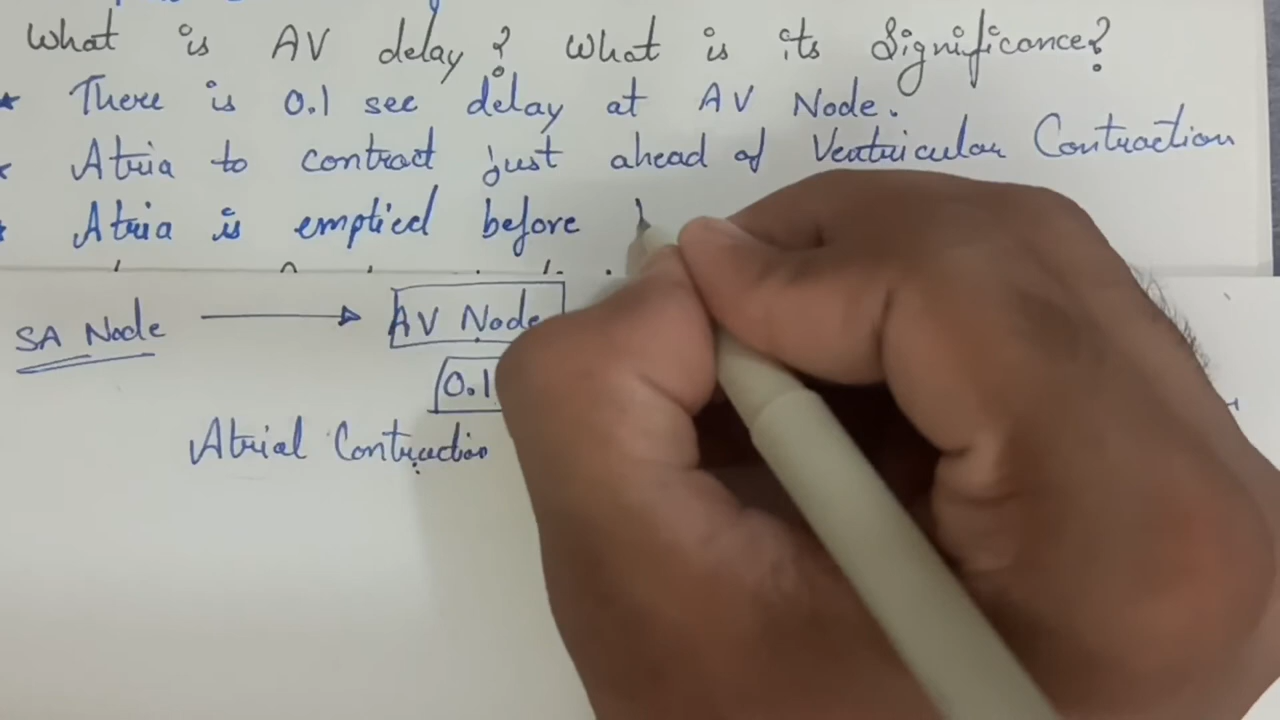 What is AV delay? What is its Significance?
There is 0.1 sec delay at AV Node.
Atria to contract just ahead of Ventricular Contraction
Atria is emptied before
SA Node → AV Node
0.1
Atrial Contraction